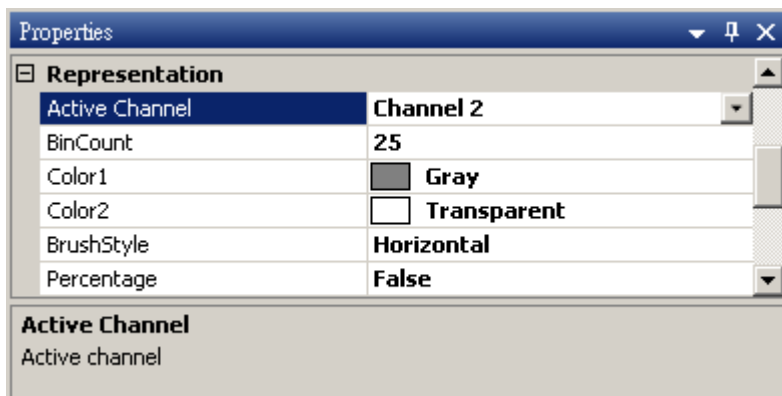 Properties
Representation
Active Channel Channel 2
BinCount 25
Color1 Gray
Color2 Transparent
BrushStyle Horizontal
Percentage False
Active Channel
Active channel